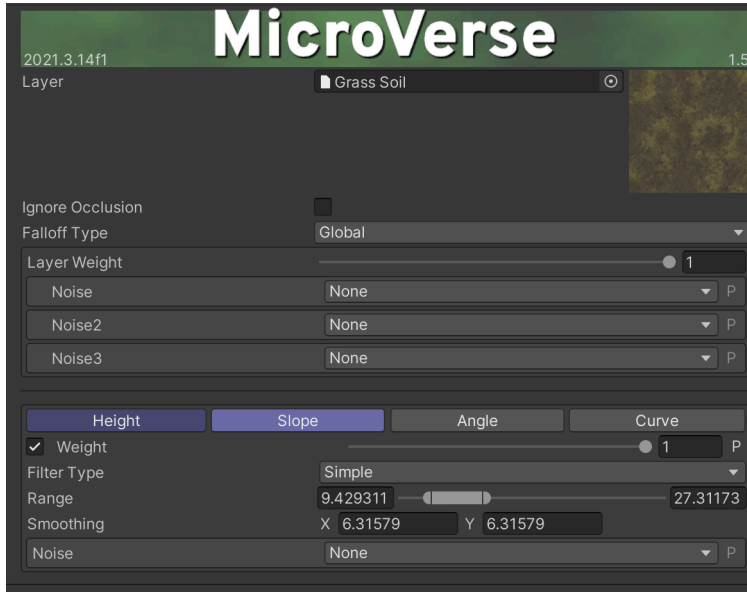 MicroVerse
2021.3.14f1 1.5
Layer Grass Soil
Ignore Occlusion
Falloff Type Global
Layer Weight 1
Noise None P
Noise2 None P
Noise3 None P
Height Slope Angle Curve
Weight 1 P
Filter Type Simple
Range 9.429311 27.31173
Smoothing X 6.31579 Y 6.31579
Noise None P